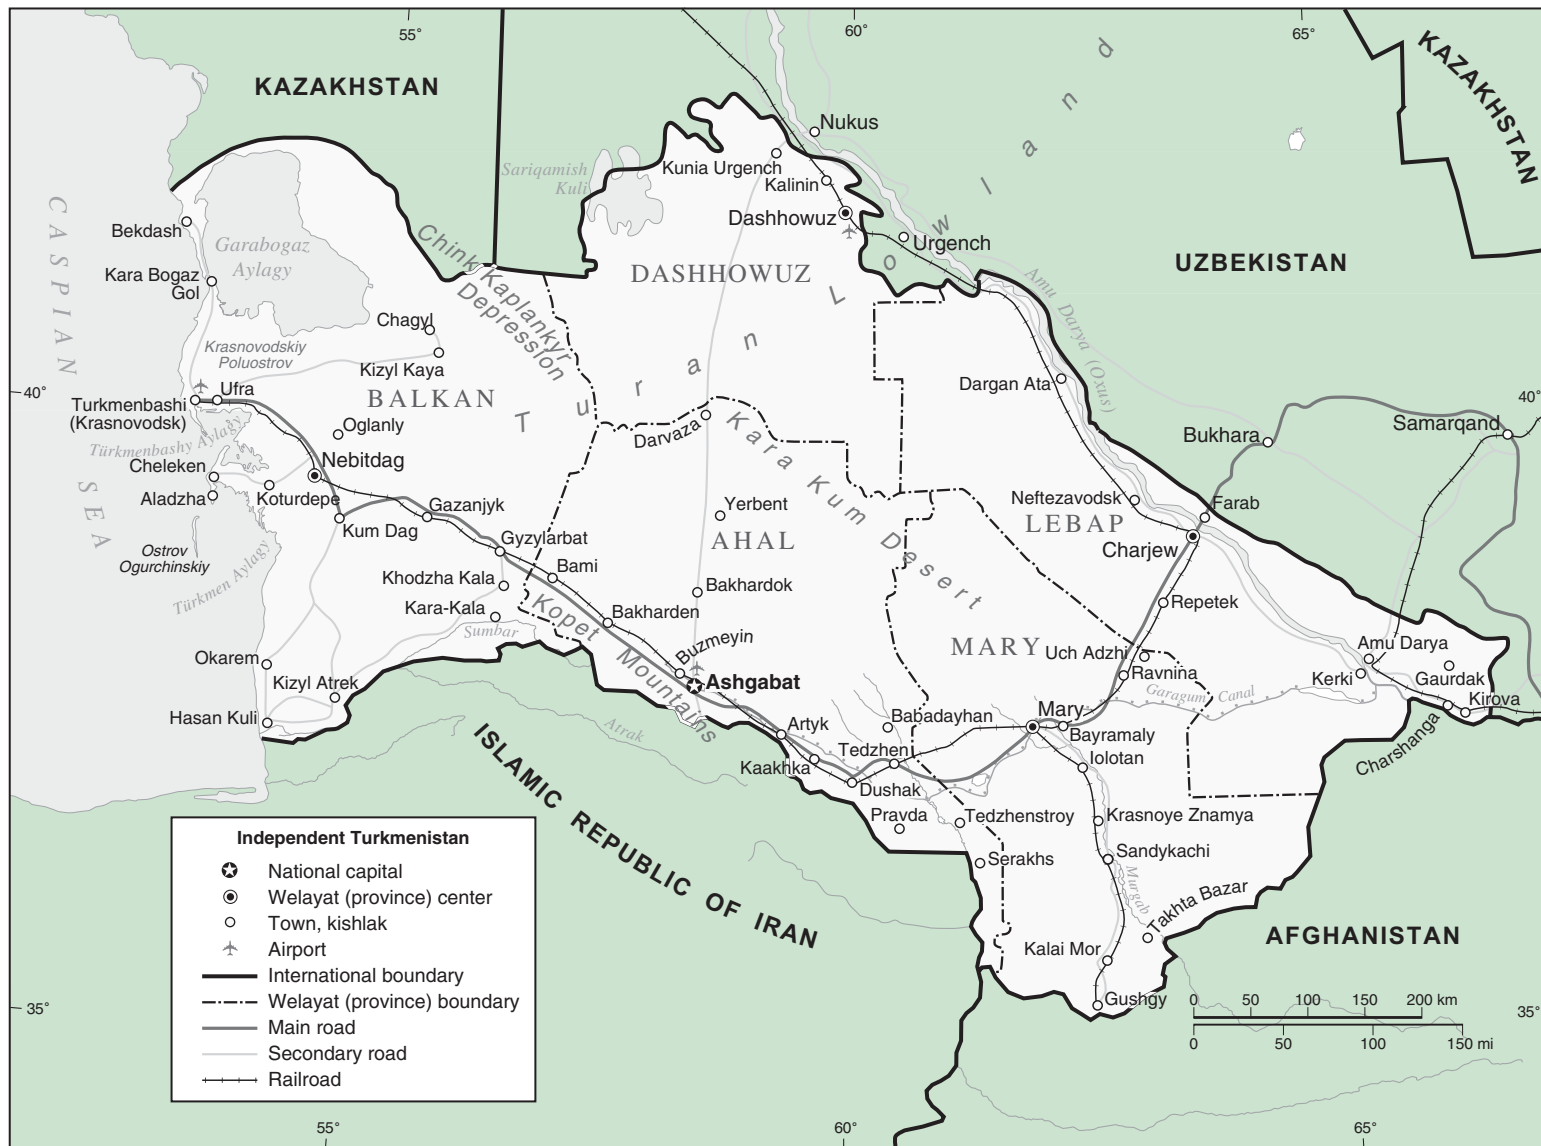 55°
60°
65°
KAZAKHSTAN
KAZAKHSTAN
Nukus
Sariqamish
Kuli
Kunia Urgench
Kalinin
Dashhowuz
Urgench
CASPIAN SEA
Bekdash
Garabogaz
Aylagy
Kara Bogaz
Gol
Chink Kaplankyr
Depression
DASHHOWUZ
Turan Lowland
UZBEKISTAN
Amu Darya (Oxus)
Chagyl
Krasnovodskiy
Poluostrov
Kizyl Kaya
40°
40°
Ufra
BALKAN
Dargan Ata
Turkmenbashi
(Krasnovodsk)
Oglanly
Darvaza
Kara Kum Desert
Bukhara
Samarqand
Türkmenbashy Aylagy
Nebitdag
Cheleken
Aladzha
Koturdepe
Gazanjyk
Yerbent
Neftezavodsk
Farab
LEBAP
Kum Dag
Gyzylarbat
AHAL
Charjew
Ostrov
Ogurchinskiy
Türkmen Aylagy
Khodzha Kala
Bami
Bakhardok
Repetek
Kara-Kala
Sumbar
Kopet Mountains
Bakharden
Buzmeyin
MARY
Uch Adzhi
Amu Darya
Okarem
Kizyl Atrek
Ashgabat
Ravnina
Garagum Canal
Kerki
Gaurdak
Kirova
Hasan Kuli
Atrak
Artyk
Babadayhan
Mary
Bayramaly
Charshanga
Tedzhen
Iolotan
Kaakhka
Dushak
ISLAMIC REPUBLIC OF IRAN
Pravda
Tedzhenstroy
Krasnoye Znamya
Serakhs
Sandykachi
Murgab
Takhta Bazar
Kalai Mor
AFGHANISTAN
Gushgy
35°
35°
Independent Turkmenistan
National capital
Welayat (province) center
Town, kishlak
Airport
International boundary
Welayat (province) boundary
Main road
Secondary road
Railroad
0 50 100 150 200 km
0 50 100 150 mi
55°
60°
65°